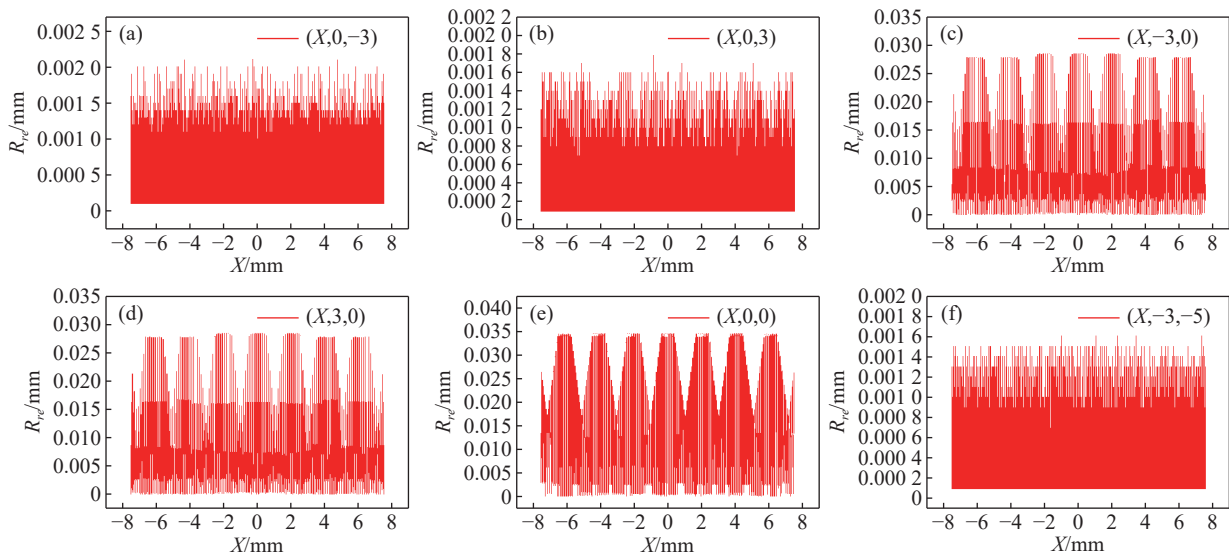 (a)
(X,0,−3)
0.002 5
0.002 0
0.001 5
0.001 0
0.000 5
0
R_re/mm
−8 −6 −4 −2 0 2 4 6 8
X/mm
(b)
(X,0,3)
0.002 2
0.002 0
0.001 8
0.001 6
0.001 4
0.001 2
0.001 0
0.000 8
0.000 6
0.000 4
0.000 2
0
R_re/mm
−8 −6 −4 −2 0 2 4 6 8
X/mm
(c)
(X,−3,0)
0.035
0.030
0.025
0.020
0.015
0.010
0.005
0
R_re/mm
−8 −6 −4 −2 0 2 4 6 8
X/mm
(d)
(X,3,0)
0.035
0.030
0.025
0.020
0.015
0.010
0.005
0
R_re/mm
−8 −6 −4 −2 0 2 4 6 8
X/mm
(e)
(X,0,0)
0.040
0.035
0.030
0.025
0.020
0.015
0.010
0.005
0
R_re/mm
−8 −6 −4 −2 0 2 4 6 8
X/mm
(f)
(X,−3,−5)
0.002 0
0.001 8
0.001 6
0.001 4
0.001 2
0.001 0
0.000 8
0.000 6
0.000 4
0.000 2
0
R_re/mm
−8 −6 −4 −2 0 2 4 6 8
X/mm